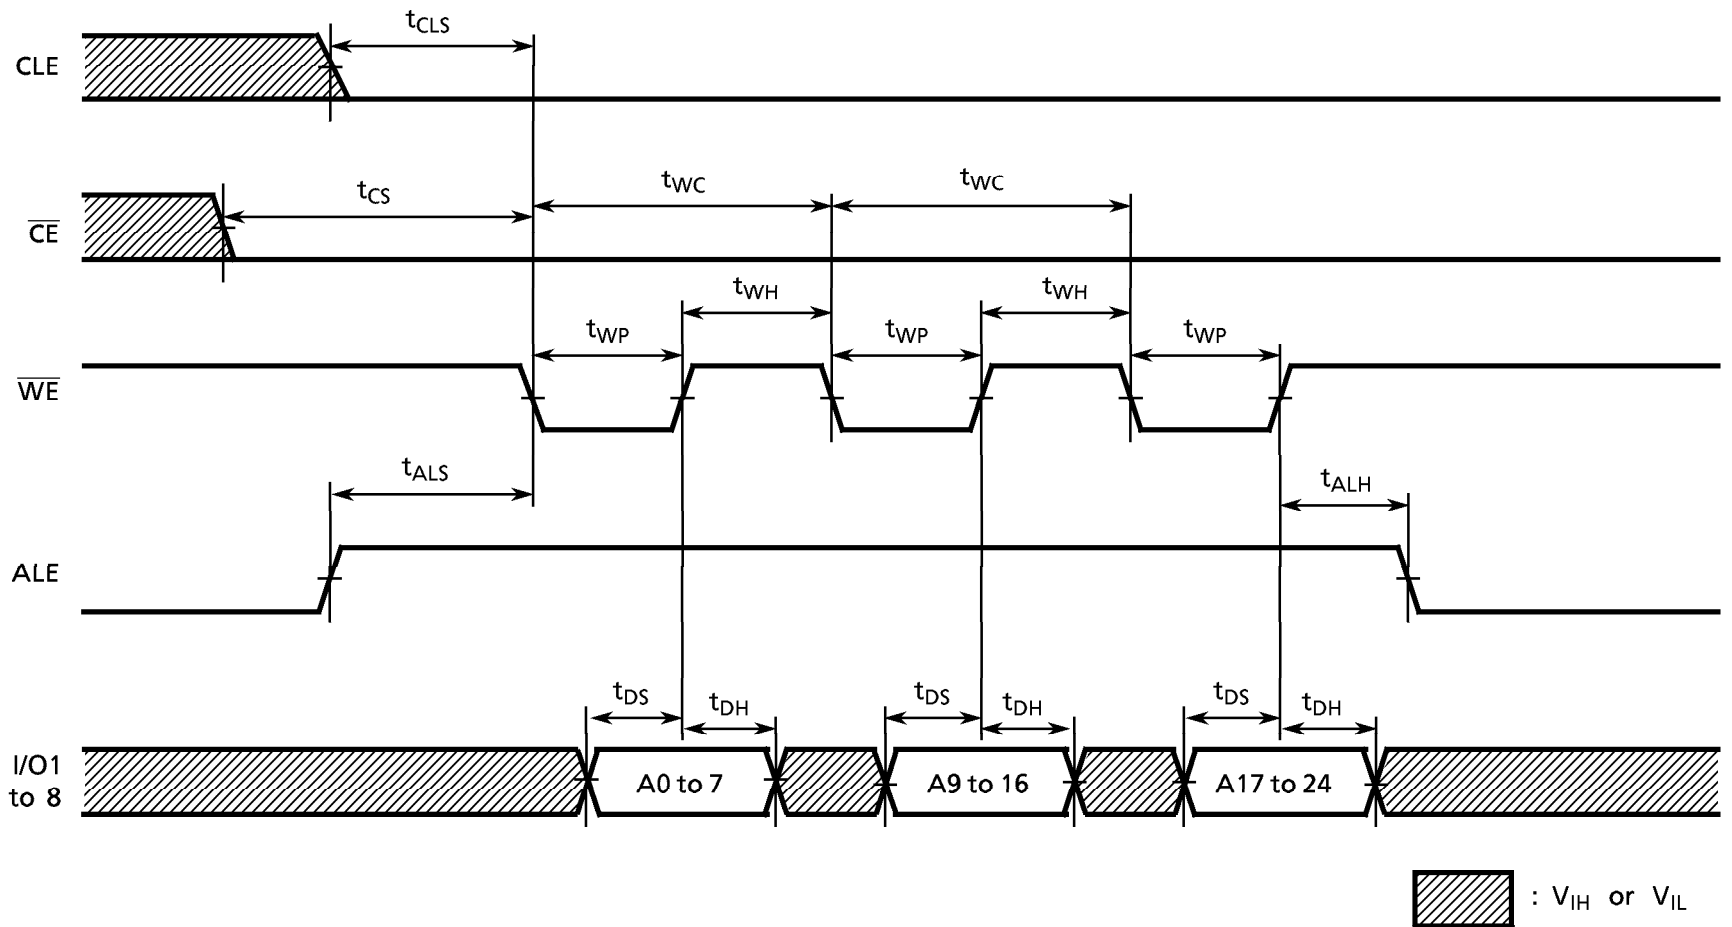 tCLS
CLE
tCS
tWC
tWC
CE
tWH
tWH
tWP
tWP
tWP
WE
tALS
tALH
ALE
tDS
tDH
tDS
tDH
tDS
tDH
I/O1
to 8
A0 to 7
A9 to 16
A17 to 24
: VIH or VIL